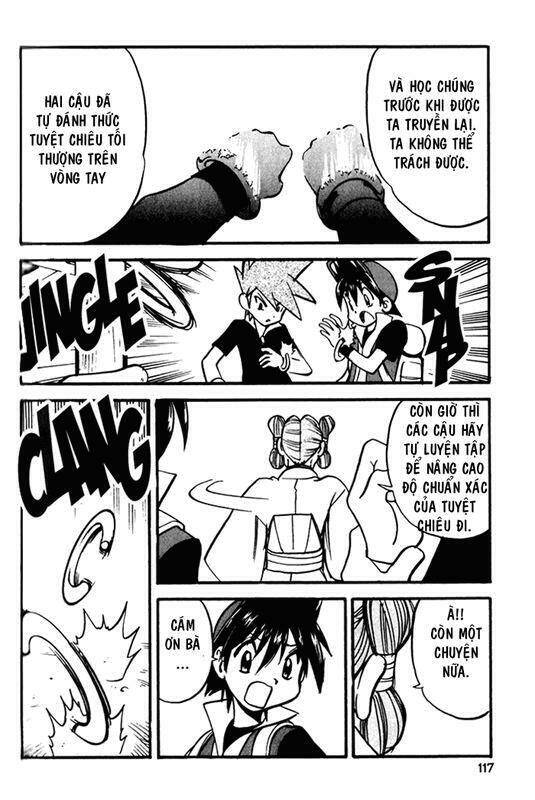 HAI CẬU ĐÃ
TỰ ĐÁNH THỨC
TUYỆT CHIÊU TỐI
THƯỢNG TRÊN
VÒNG TAY
VÀ HỌC CHÚNG
TRƯỚC KHI ĐƯỢC
TA TRUYỀN LẠI.
TA KHÔNG THỂ
TRÁCH ĐƯỢC.
JINGLE
SNAP
CLANG
CÒN GIỜ THÌ
CÁC CẬU HÃY
TỰ LUYỆN TẬP
ĐỂ NÂNG CAO
ĐỘ CHUẨN XÁC
CỦA TUYỆT
CHIÊU ĐI.
CÁM
ƠN BÀ
...
À!!
CÒN MỘT
CHUYỆN
NỮA.
117